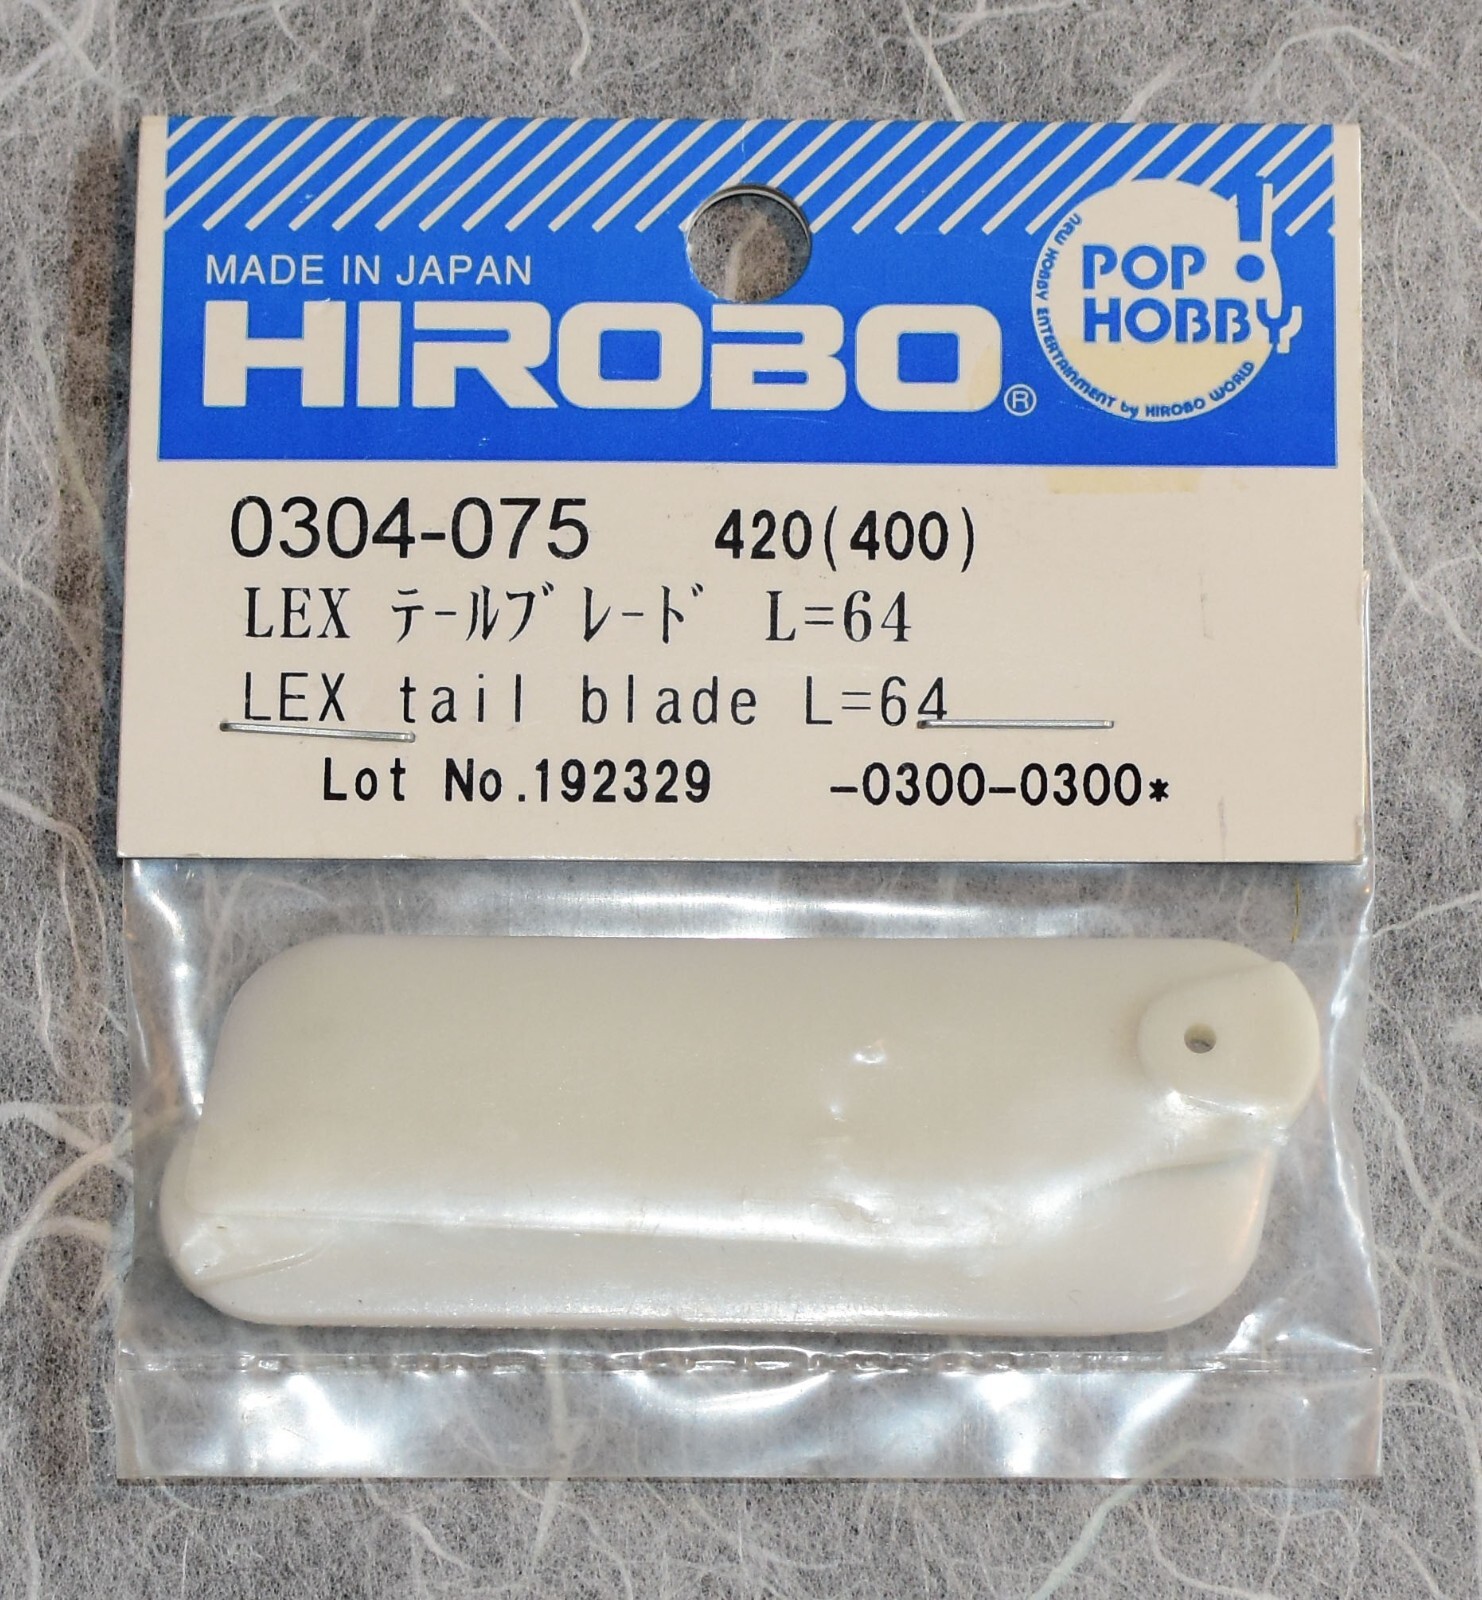 MADE IN JAPAN
HIROBO®
POP!
HOBBY
NEW HOBBY ENTERTAINMENT by HIROBO WORLD
0304-075 420(400)
LEX ﾃｰﾙﾌﾞﾚｰﾄﾞ L=64
LEX tail blade L=64
Lot No.192329 -0300-0300*